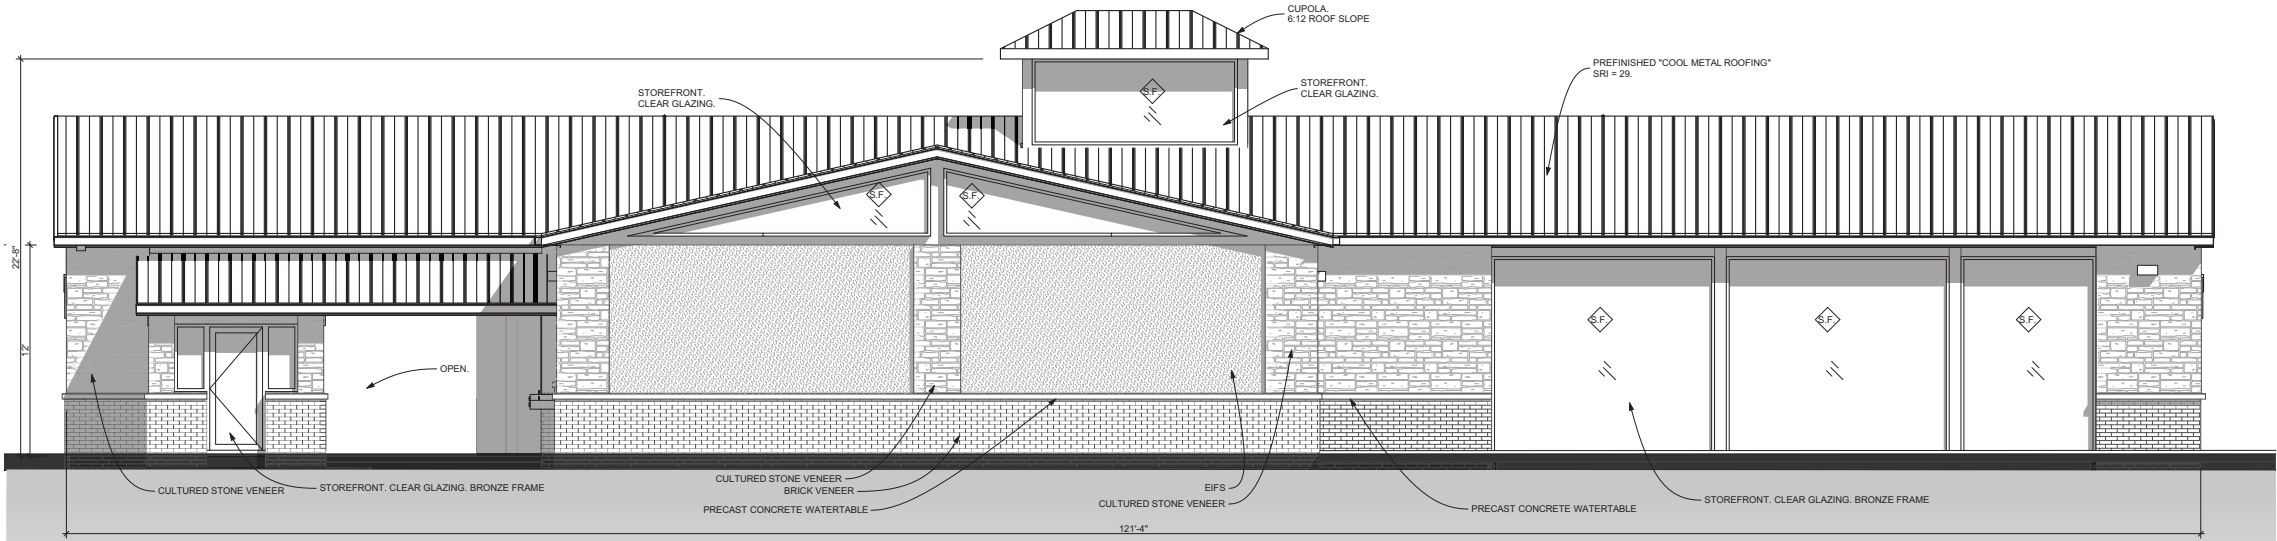 CUPOLA.
6:12 ROOF SLOPE
PREFINISHED "COOL METAL ROOFING"
SRI = 29.
STOREFRONT.
CLEAR GLAZING.
STOREFRONT.
CLEAR GLAZING.
S.F.
S.F.
S.F.
22'-8"
12'
S.F.
S.F.
S.F.
OPEN.
CULTURED STONE VENEER
STOREFRONT. CLEAR GLAZING. BRONZE FRAME
CULTURED STONE VENEER
BRICK VENEER
PRECAST CONCRETE WATERTABLE
EIFS
CULTURED STONE VENEER
PRECAST CONCRETE WATERTABLE
STOREFRONT. CLEAR GLAZING. BRONZE FRAME
121'-4"